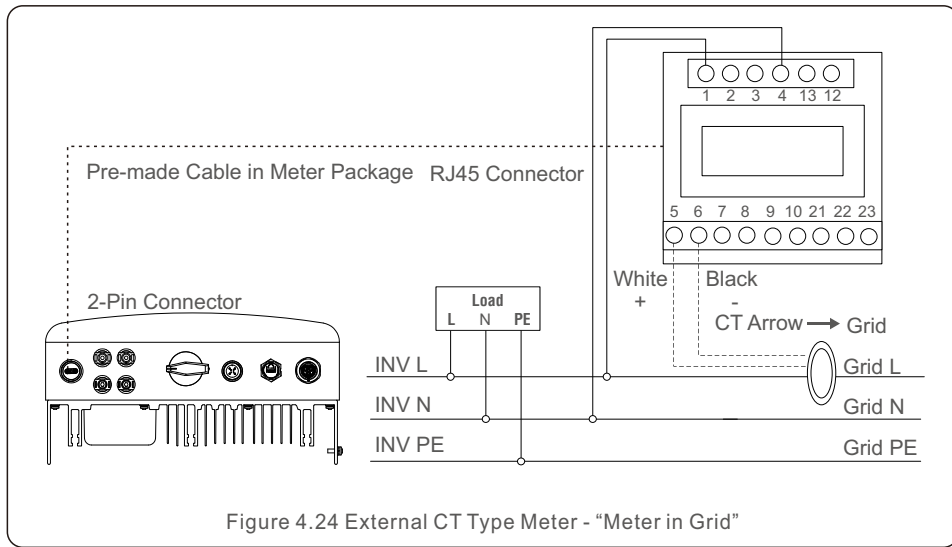 1 2 3 4 13 12
Pre-made Cable in Meter Package RJ45 Connector
5 6 7 8 9 10 21 22 23
White Black
+ -
2-Pin Connector
Load
L N PE
CT Arrow → Grid
INV L Grid L
INV N Grid N
INV PE Grid PE
Figure 4.24 External CT Type Meter - “Meter in Grid”